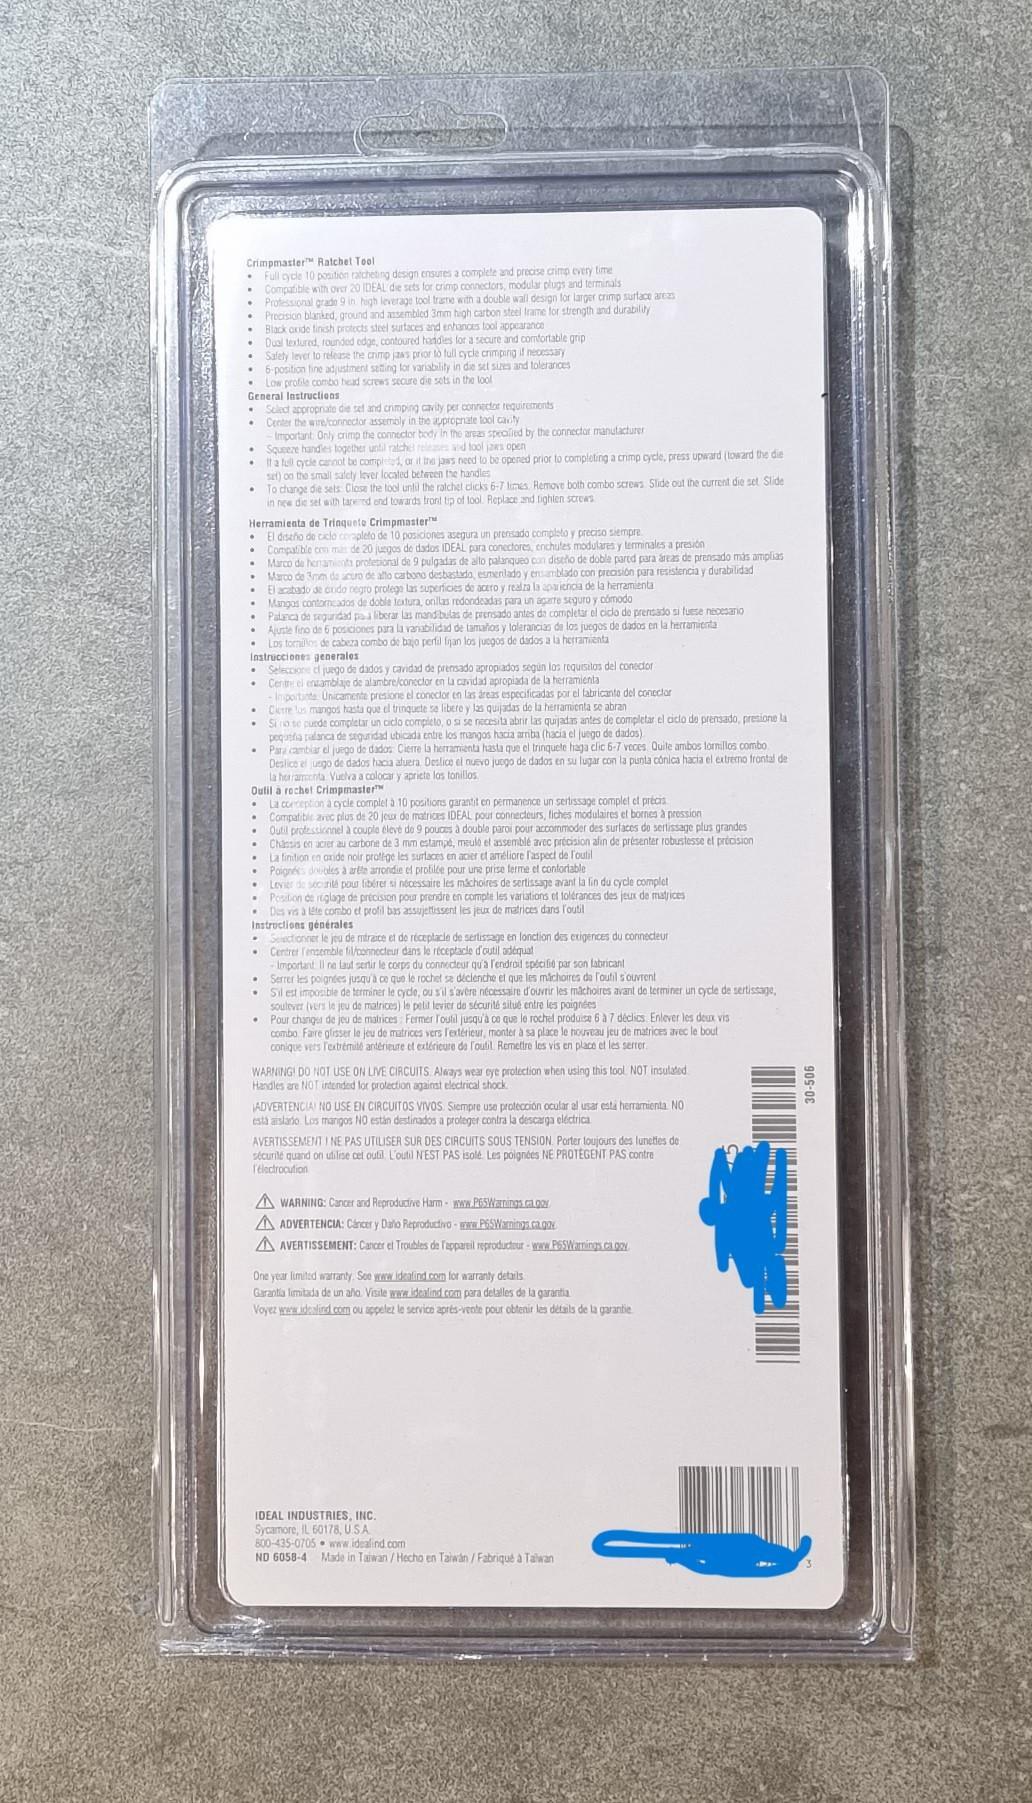 Crimpmaster™ Ratchet Tool
• Full cycle 10 position ratcheting design ensures a complete and precise crimp every time
• Compatible with over 20 IDEAL die sets for crimp connectors, modular plugs and terminals
• Professional grade 9 in. high leverage tool frame with a double wall design for larger crimp surface areas
• Precision blanked, ground and assembled 3mm high carbon steel frame for strength and durability
• Black oxide finish protects steel surfaces and enhances tool appearance
• Dual textured, rounded edge, contoured handles for a secure and comfortable grip
• Safety lever to release the crimp jaws prior to full cycle crimping if necessary
• 6-position fine adjustment setting for variability in die set sizes and tolerances
• Low profile combo head screws secure die sets in the tool
General Instructions
• Select appropriate die set and crimping cavity per connector requirements
• Center the wire/connector assembly in the appropriate tool cavity
- Important: Only crimp the connector body in the areas specified by the connector manufacturer
• Squeeze handles together until ratchet releases and tool jaws open
• If a full cycle cannot be completed, or if the jaws need to be opened prior to completing a crimp cycle, press upward (toward the die
set) on the small safety lever located between the handles
• To change die sets: Close the tool until the ratchet clicks 6-7 times. Remove both combo screws. Slide out the current die set. Slide
in new die set with tapered end towards front tip of tool. Replace and tighten screws.
Herramienta de Trinquete Crimpmaster™
• El diseño de ciclo completo de 10 posiciones asegura un prensado completo y preciso siempre.
• Compatible con más de 20 juegos de dados IDEAL para conectores, enchufes modulares y terminales a presión
• Marco de herramienta profesional de 9 pulgadas de alto palanqueo con diseño de doble pared para áreas de prensado más amplias
• Marco de 3mm de acero de alto carbono desbastado, esmerilado y ensamblado con precisión para resistencia y durabilidad
• El acabado de óxido negro protege las superficies de acero y realza la apariencia de la herramienta
• Mangos contorneados de doble textura, orillas redondeadas para un agarre seguro y cómodo
• Palanca de seguridad para liberar las mandíbulas de prensado antes de completar el ciclo de prensado si fuese necesario
• Ajuste fino de 6 posiciones para la variabilidad de tamaños y tolerancias de los juegos de dados en la herramienta
• Los tornillos de cabeza combo de bajo perfil fijan los juegos de dados a la herramienta
Instrucciones generales
• Seleccione el juego de dados y cavidad de prensado apropiados según los requisitos del conector
• Centre el ensamblaje de alambre/conector en la cavidad apropiada de la herramienta
- Importante: Únicamente presione el conector en las áreas especificadas por el fabricante del conector
• Cierre los mangos hasta que el trinquete se libere y las quijadas de la herramienta se abran
• Si no se puede completar un ciclo completo, o si se necesita abrir las quijadas antes de completar el ciclo de prensado, presione la
pequeña palanca de seguridad ubicada entre los mangos hacia arriba (hacia el juego de dados).
• Para cambiar el juego de dados: Cierre la herramienta hasta que el trinquete haga clic 6-7 veces. Quite ambos tornillos combo.
Deslice el juego de dados hacia afuera. Deslice el nuevo juego de dados en su lugar con la punta cónica hacia el extremo frontal de
la herramienta. Vuelva a colocar y apriete los tonillos.
Outil à rochet Crimpmaster™
• La conception à cycle complet à 10 positions garantit en permanence un sertissage complet et précis.
• Compatible avec plus de 20 jeux de matrices IDEAL pour connecteurs, fiches modulaires et bornes à pression
• Outil professionnel à couple élevé de 9 pouces à double paroi pour accommoder des surfaces de sertissage plus grandes
• Châssis en acier au carbone de 3 mm estampé, meulé et assemblé avec précision afin de présenter robustesse et précision
• La finition en oxide noir protège les surfaces en acier et améliore l'aspect de l'outil
• Poignées doubles à arête arrondie et profilée pour une prise ferme et confortable
• Levier de sécurité pour libérer si nécessaire les mâchoires de sertissage avant la fin du cycle complet
• Position de réglage de précision pour prendre en compte les variations et tolérances des jeux de matrices
• Des vis à tête combo et profil bas assujettissent les jeux de matrices dans l'outil
Instructions générales
• Sélectionner le jeu de mtraice et de réceptacle de sertissage en fonction des exigences du connecteur
• Centrer l'ensemble fil/connecteur dans le réceptacle d'outil adéquat
- Important: Il ne faut sertir le corps du connecteur qu'à l'endroit spécifié par son fabricant
• Serrer les poignées jusqu'à ce que le rochet se déclenche et que les mâchoires de l'outil s'ouvrent
• S'il est imposible de terminer le cycle, ou s'il s'avère nécessaire d'ouvrir les mâchoires avant de terminer un cycle de sertissage,
soulever (vers le jeu de matrices) le petit levier de sécurité situé entre les poignées
• Pour changer de jeu de matrices : Fermer l'outil jusqu'à ce que le rochet produise 6 à 7 déclics. Enlever les deux vis
combo. Faire glisser le jeu de matrices vers l'extérieur, monter à sa place le nouveau jeu de matrices avec le bout
conique vers l'extrémité antérieure et extérieure de l'outil. Remettre les vis en place et les serrer.
WARNING! DO NOT USE ON LIVE CIRCUITS. Always wear eye protection when using this tool. NOT insulated.
Handles are NOT intended for protection against electrical shock.
¡ADVERTENCIA! NO USE EN CIRCUITOS VIVOS. Siempre use protección ocular al usar está herramienta. NO
está aislado. Los mangos NO están destinados a proteger contra la descarga eléctrica.
AVERTISSEMENT ! NE PAS UTILISER SUR DES CIRCUITS SOUS TENSION. Porter toujours des lunettes de
sécurité quand on utilise cet outil. L'outil N'EST PAS isolé. Les poignées NE PROTÈGENT PAS contre
l'électrocution.
30-506
5
WARNING: Cancer and Reproductive Harm - www.P65Warnings.ca.gov.
ADVERTENCIA: Cáncer y Daño Reproductivo - www.P65Warnings.ca.gov.
AVERTISSEMENT: Cancer et Troubles de l'appareil reproducteur - www.P65Warnings.ca.gov.
One year limited warranty. See www.idealind.com for warranty details.
Garantía limitada de un año. Visite www.idealind.com para detalles de la garantía.
Voyez www.idealind.com ou appelez le service après-vente pour obtenir les détails de la garantie.
IDEAL INDUSTRIES, INC.
Sycamore, IL 60178, U.S.A.
800-435-0705 • www.idealind.com
ND 6058-4 Made in Taiwan / Hecho en Taiwán / Fabriqué à Taïwan
3